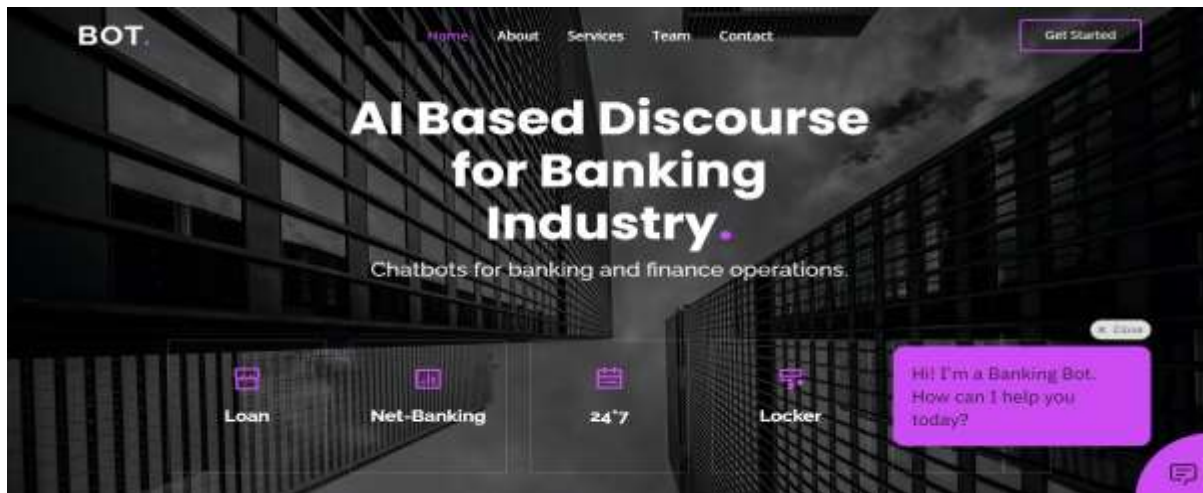 BOT.
Home About Services Team Contact
Get Started
AI Based Discourse
for Banking
Industry.
Chatbots for banking and finance operations.
× Close
Hi! I'm a Banking Bot.
How can I help you
today?
Loan Net-Banking 24*7 Locker